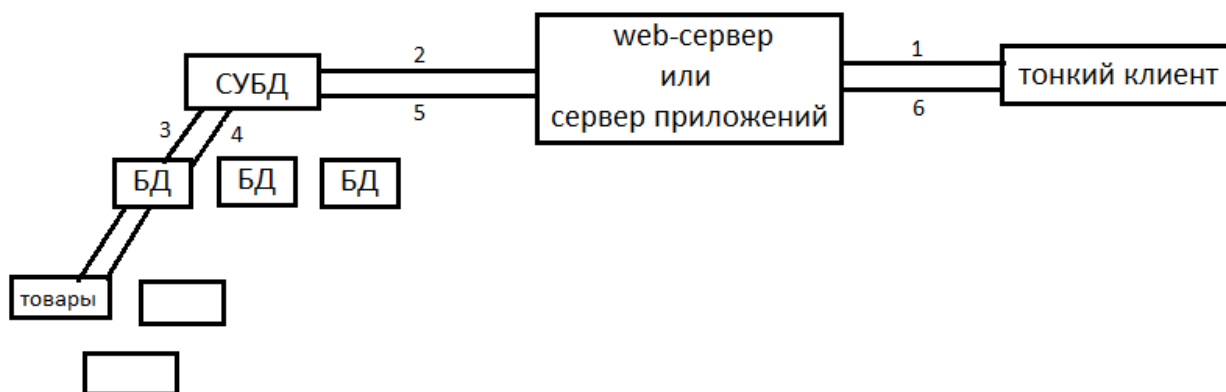 web-сервер
или
сервер приложений
1
6
тонкий клиент
2
5
СУБД
3
4
БД
БД
БД
товары